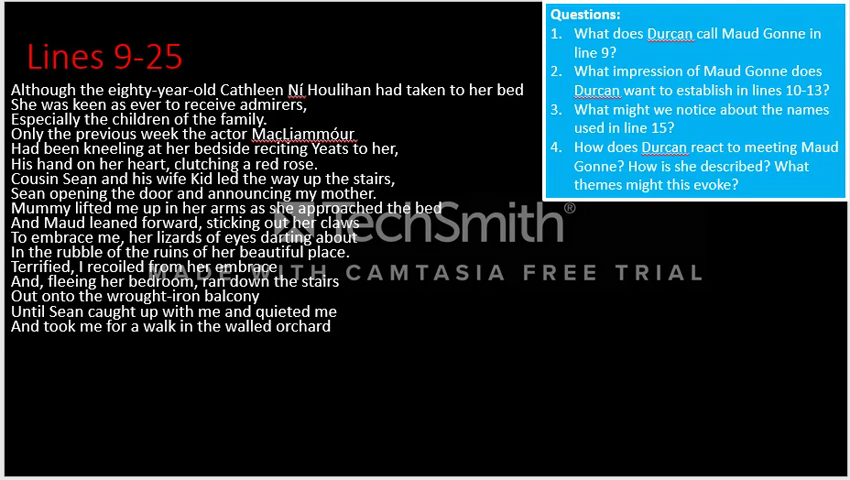 Lines 9-25
Although the eighty-year-old Cathleen Ní Houlihan had taken to her bed
She was keen as ever to receive admirers,
Especially the children of the family.
Only the previous week the actor MacLiammóur
Had been kneeling at her bedside reciting Yeats to her,
His hand on her heart, clutching a red rose.
Cousin Sean and his wife Kid led the way up the stairs,
Sean opening the door and announcing my mother.
Mummy lifted me up in her arms as she approached the bed
And Maud leaned forward, sticking out her claws
To embrace me, her lizards of eyes darting about
In the rubble of the ruins of her beautiful place.
Terrified, I recoiled from her embrace
And, fleeing her bedroom, ran down the stairs
Out onto the wrought-iron balcony
Until Sean caught up with me and quieted me
And took me for a walk in the walled orchard
Questions:
1. What does Durcan call Maud Gonne in
line 9?
2. What impression of Maud Gonne does
Durcan want to establish in lines 10-13?
3. What might we notice about the names
used in line 15?
4. How does Durcan react to meeting Maud
Gonne? How is she described? What
themes might this evoke?
TechSmith®
MADE WITH CAMTASIA FREE TRIAL